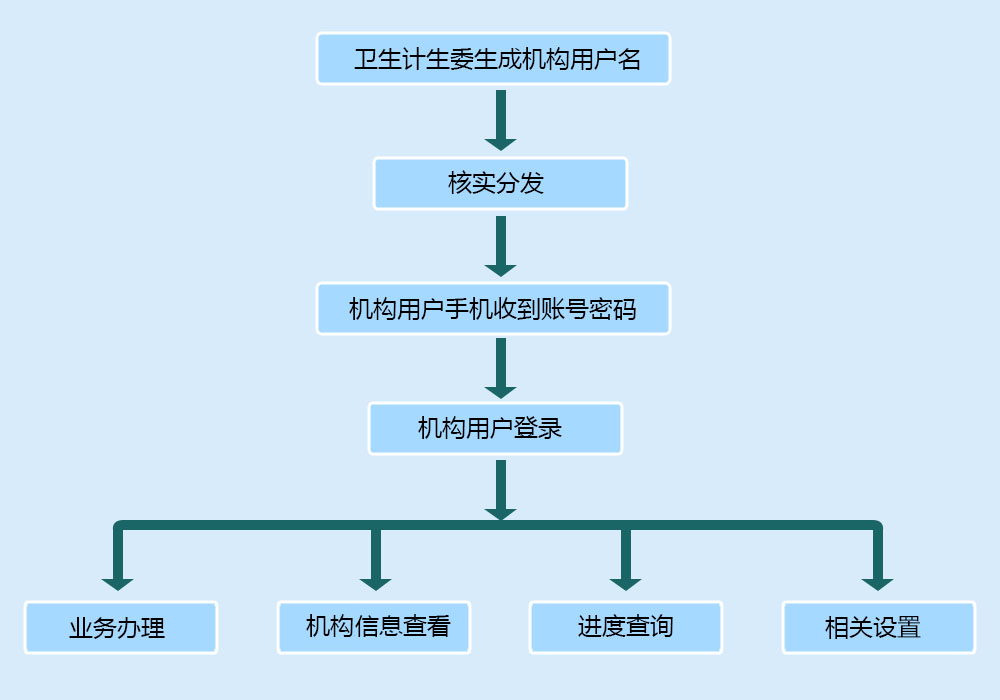 卫生计生委生成机构用户名
核实分发
机构用户手机收到账号密码
机构用户登录
业务办理
机构信息查看
进度查询
相关设置